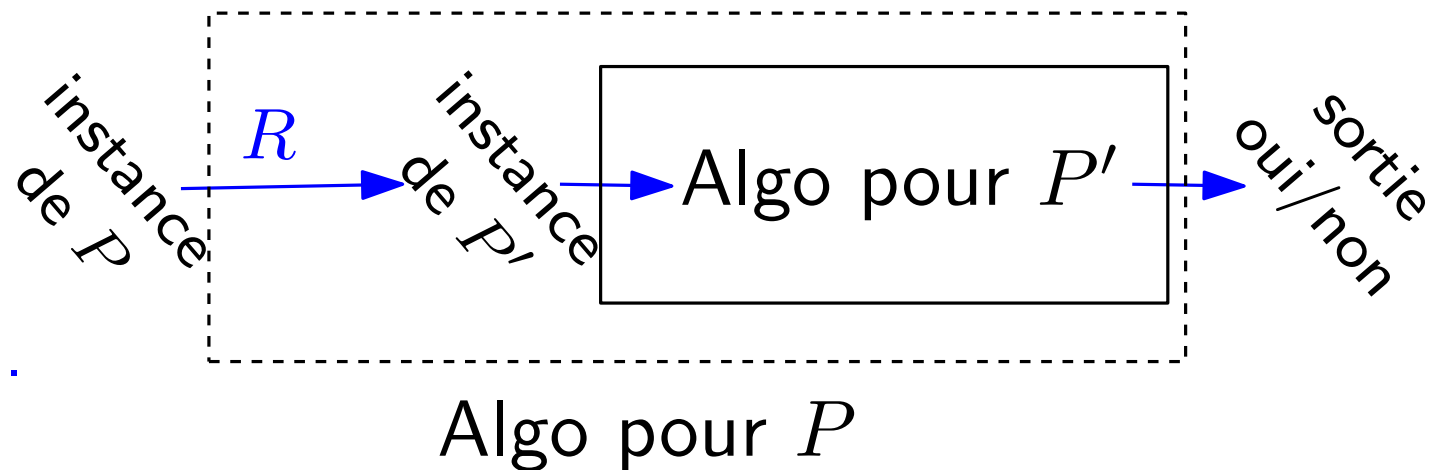 instance
de P
R
instance
de P′
Algo pour P′
sortie
oui/non
Algo pour P